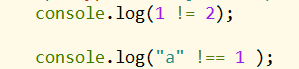 console.log(1 != 2);
console.log("a" !== 1 );